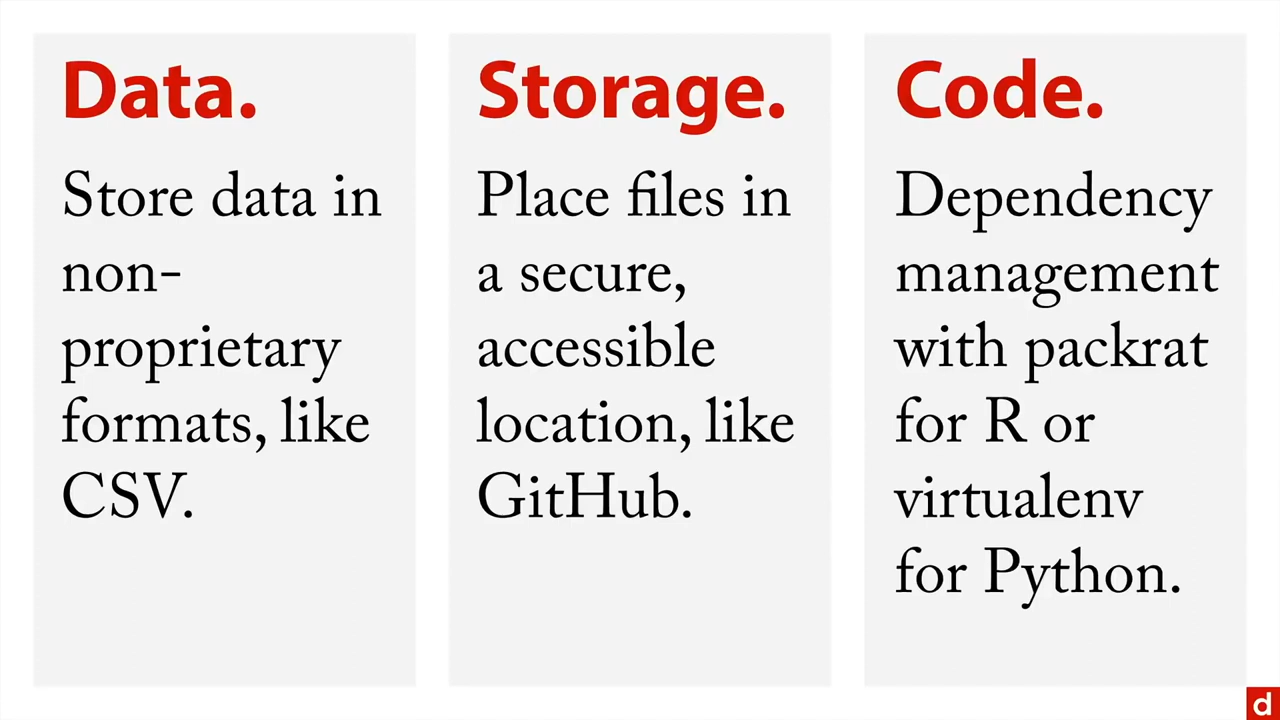 Data.
Store data in
non-
proprietary
formats, like
CSV.
Storage.
Place files in
a secure,
accessible
location, like
GitHub.
Code.
Dependency
management
with packrat
for R or
virtualenv
for Python.
d